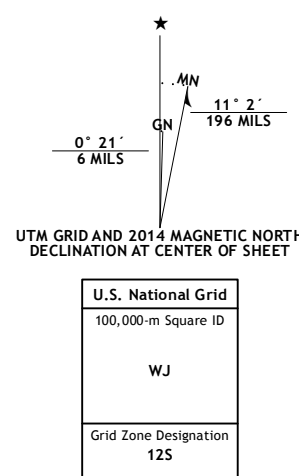 ★
MN
GN
11° 2´
196 MILS
0° 21´
6 MILS
UTM GRID AND 2014 MAGNETIC NORTH
DECLINATION AT CENTER OF SHEET
U.S. National Grid
100,000-m Square ID
WJ
Grid Zone Designation
12S